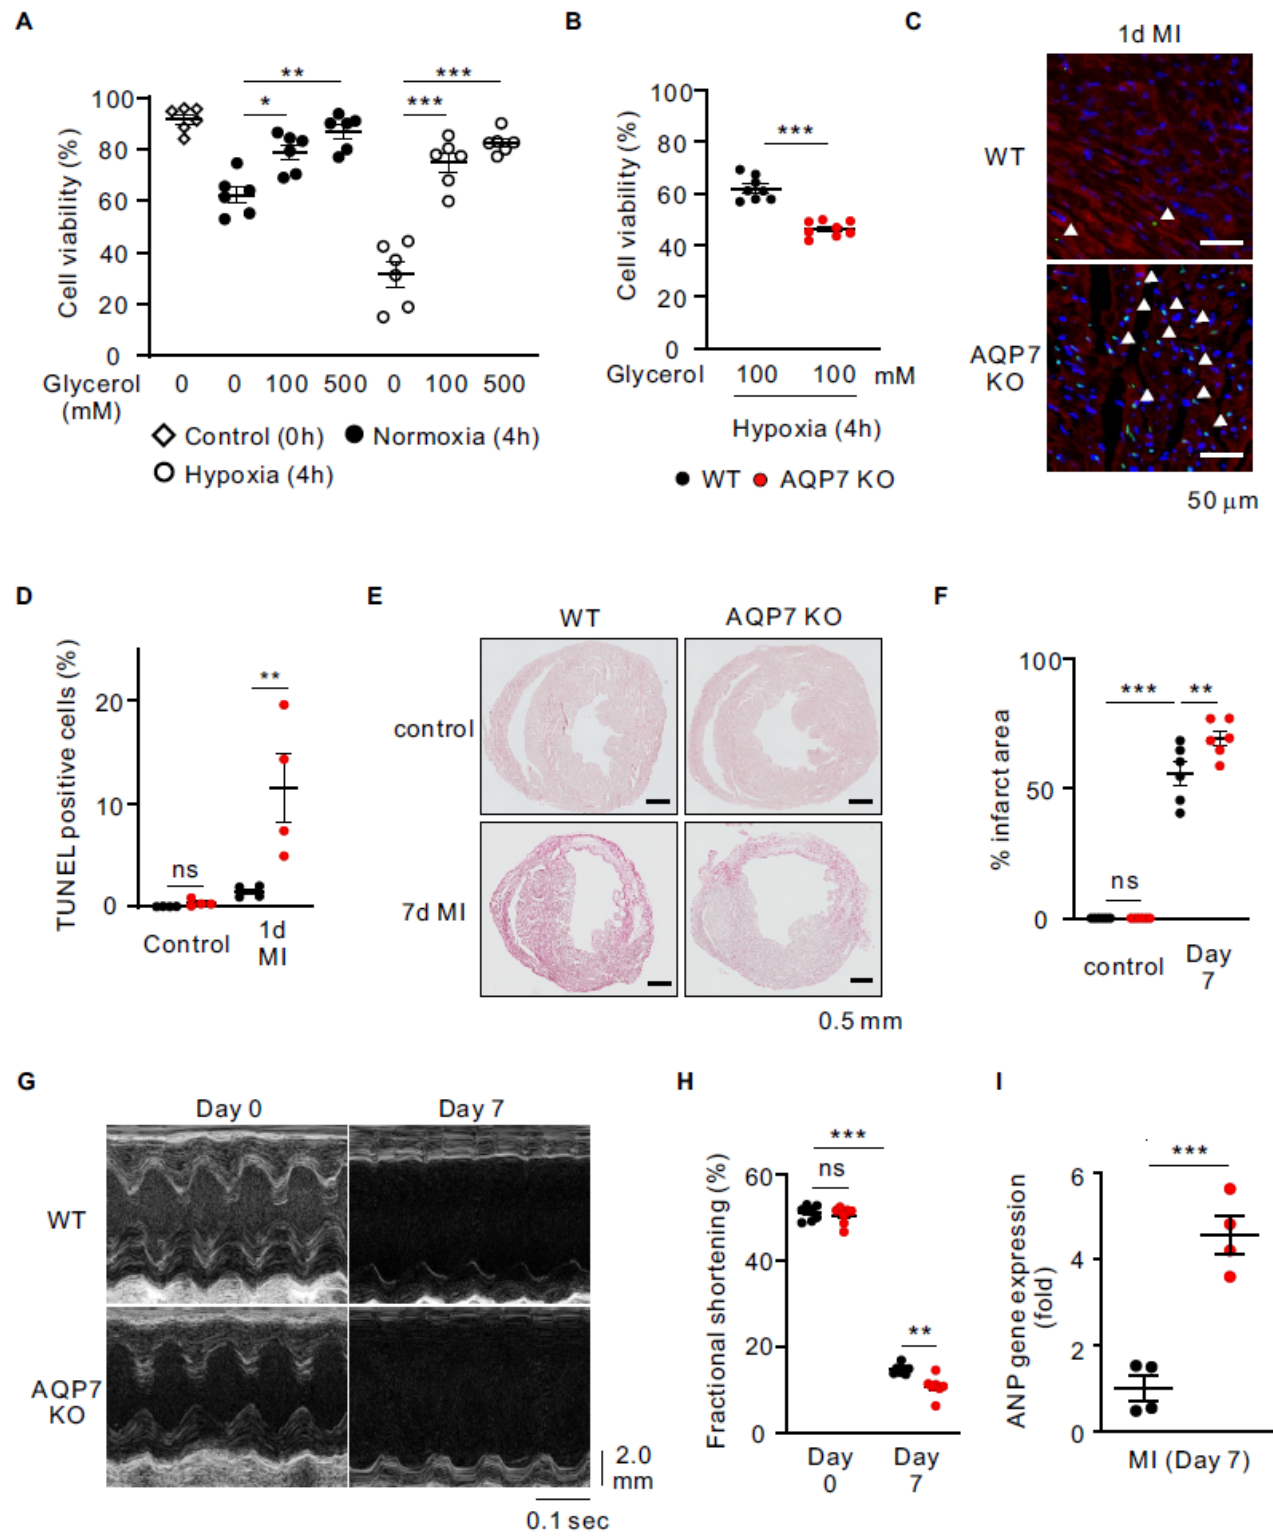 A
Cell viability (%)
100
80
60
40
20
0
**
*
***
***
Glycerol
(mM)
0 0 100 500 0 100 500
Control (0h) Normoxia (4h)
Hypoxia (4h)
B
Cell viability (%)
100
80
60
40
20
0
***
Glycerol 100 100 mM
Hypoxia (4h)
WT AQP7 KO
C
1d MI
WT
AQP7
KO
50 μm
D
TUNEL positive cells (%)
20
10
0
**
ns
Control
1d
MI
E
WT AQP7 KO
control
7d MI
0.5 mm
F
% infarct area
100
50
0
*** **
ns
control
Day
7
G
Day 0 Day 7
WT
AQP7
KO
2.0
mm
0.1 sec
H
Fractional shortening (%)
60
40
20
0
***
ns
**
Day
0
Day
7
I
ANP gene expression
(fold)
6
4
2
0
***
MI (Day 7)